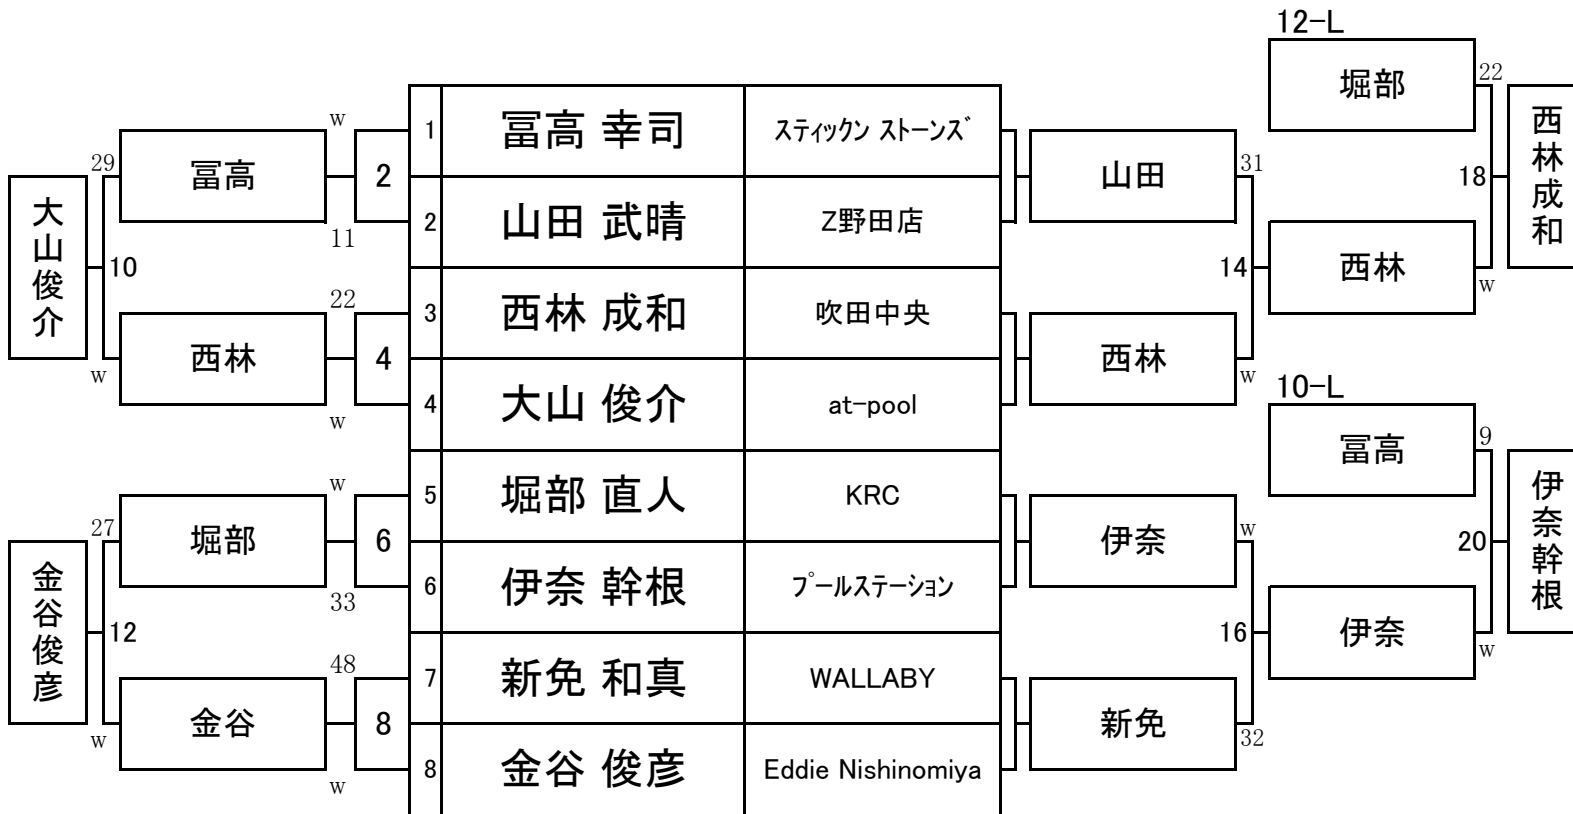 12-L
堀部
22
西林成和
w
1
冨高 幸司
スティックン ストーンズ
29
冨高
2
山田
31
18
大山俊介
11
2
山田 武晴
Z野田店
10
14
西林
w
22
3
西林 成和
吹田中央
西林
4
西林
w
w
w
4
大山 俊介
at-pool
10-L
冨高
9
伊奈幹根
w
5
堀部 直人
KRC
27
堀部
6
伊奈
w
20
金谷俊彦
33
6
伊奈 幹根
プールステーション
12
16
伊奈
w
48
7
新免 和真
WALLABY
金谷
8
新免
32
w
w
8
金谷 俊彦
Eddie Nishinomiya